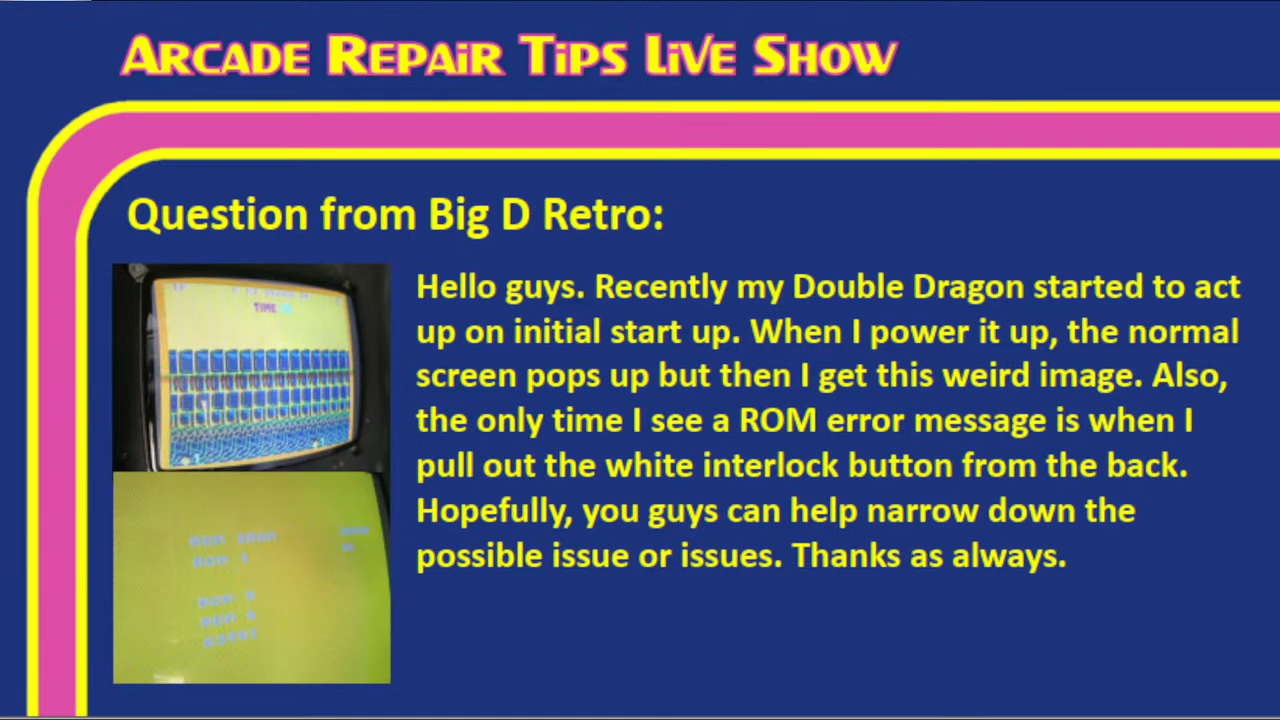 Arcade Repair Tips Live Show
Question from Big D Retro:
Hello guys. Recently my Double Dragon started to act
up on initial start up. When I power it up, the normal
screen pops up but then I get this weird image. Also,
the only time I see a ROM error message is when I
pull out the white interlock button from the back.
Hopefully, you guys can help narrow down the
possible issue or issues. Thanks as always.
TIME